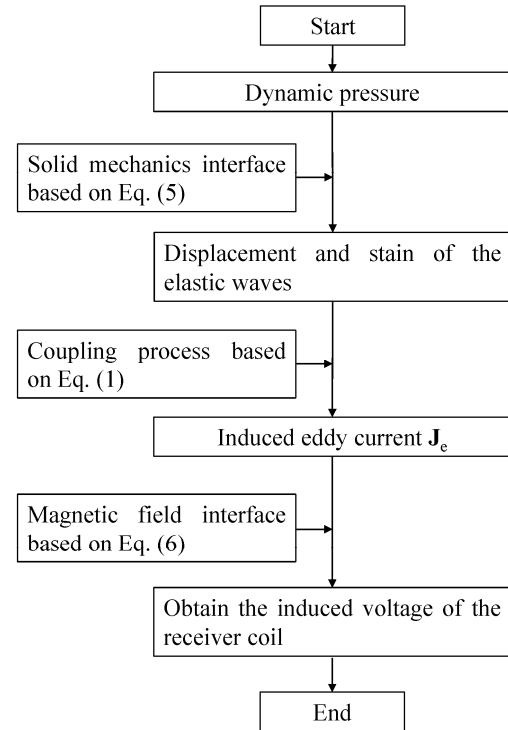 Start
Dynamic pressure
Solid mechanics interface
based on Eq. (5)
Displacement and stain of the
elastic waves
Coupling process based
on Eq. (1)
Induced eddy current Je
Magnetic field interface
based on Eq. (6)
Obtain the induced voltage of the
receiver coil
End